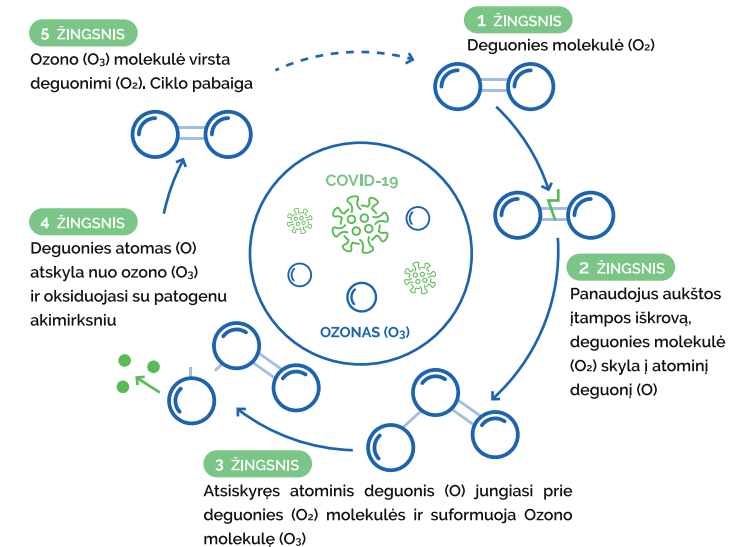 1 ŽINGSNIS
Deguonies molekulė (O₂)
2 ŽINGSNIS
Panaudojus aukštos
įtampos iškrovą,
deguonies molekulė
(O₂) skyla į atominį
deguonį (O)
3 ŽINGSNIS
Atsiskyręs atominis deguonis (O) jungiasi prie
deguonies (O₂) molekulės ir suformuoja Ozono
molekulę (O₃)
4 ŽINGSNIS
Deguonies atomas (O)
atskyla nuo ozono (O₃)
ir oksiduojasi su patogenu
akimirksniu
5 ŽINGSNIS
Ozono (O₃) molekulė virsta
deguonimi (O₂). Ciklo pabaiga
COVID-19
OZONAS (O₃)